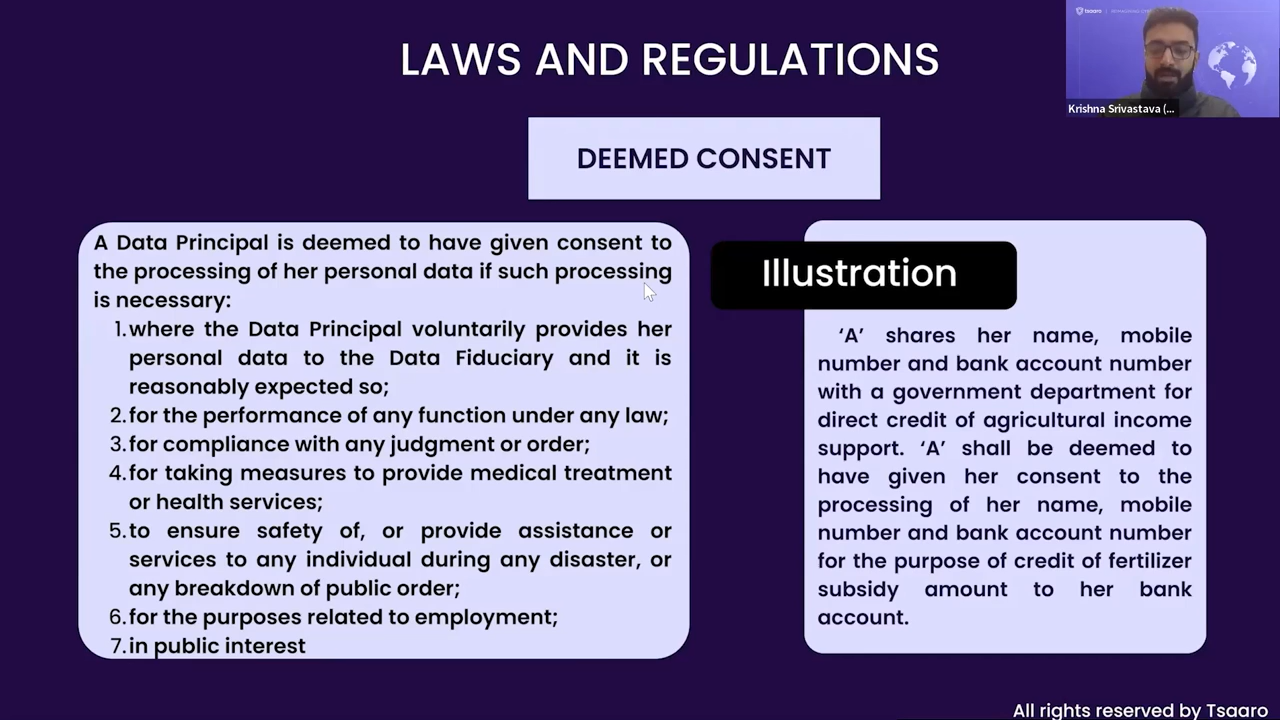 tsaaro
LAWS AND REGULATIONS
Krishna Srivastava (...
DEEMED CONSENT
A Data Principal is deemed to have given consent to
the processing of her personal data if such processing
is necessary:
1.where the Data Principal voluntarily provides her
personal data to the Data Fiduciary and it is
reasonably expected so;
2.for the performance of any function under any law;
3.for compliance with any judgment or order;
4.for taking measures to provide medical treatment
or health services;
5.to ensure safety of, or provide assistance or
services to any individual during any disaster, or
any breakdown of public order;
6.for the purposes related to employment;
7.in public interest
Illustration
‘A’ shares her name, mobile
number and bank account number
with a government department for
direct credit of agricultural income
support. ‘A’ shall be deemed to
have given her consent to the
processing of her name, mobile
number and bank account number
for the purpose of credit of fertilizer
subsidy amount to her bank
account.
All rights reserved by Tsaaro